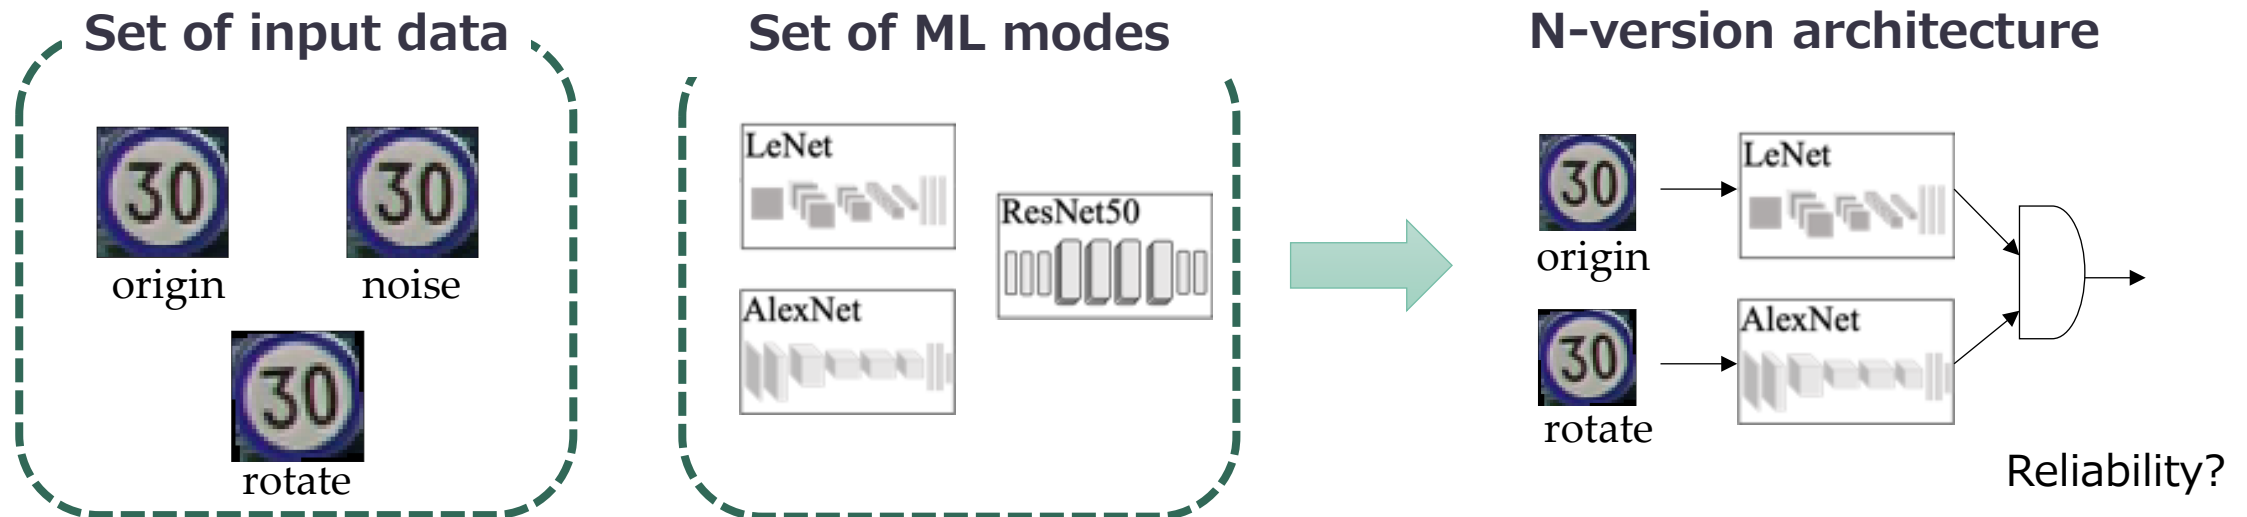 Set of input data
30
origin
30
noise
30
rotate
Set of ML modes
LeNet
ResNet50
AlexNet
N-version architecture
30
origin
LeNet
30
rotate
AlexNet
Reliability?